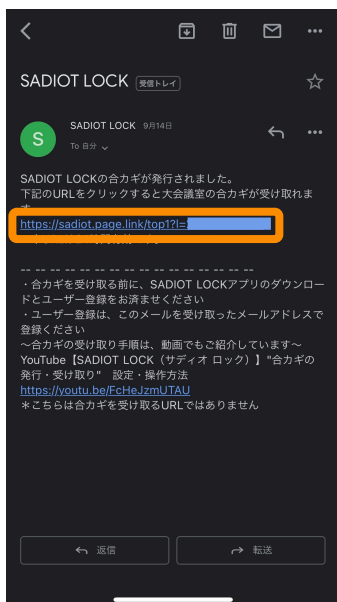 SADIOT LOCK 受信トレイ
S
SADIOT LOCK 9月14日
To 自分
SADIOT LOCKの合カギが発行されました。
下記のURLをクリックすると大会議室の合カギが受け取れま
す
https://sadiot.page.link/top1?l=
-- -- -- -- -- -- -- -- -- -- -- -- -- -- -- --
・合カギを受け取る前に、SADIOT LOCKアプリのダウンロー
ドとユーザー登録をお済ませください
・ユーザー登録は、このメールを受け取ったメールアドレスで
登録ください
〜合カギの受け取り手順は、動画でもご紹介しています〜
YouTube【SADIOT LOCK（サディオ ロック）】"合カギの
発行・受け取り" 設定・操作方法
https://youtu.be/FcHeJzmUTAU
＊こちらは合カギを受け取るURLではありません
返信
転送